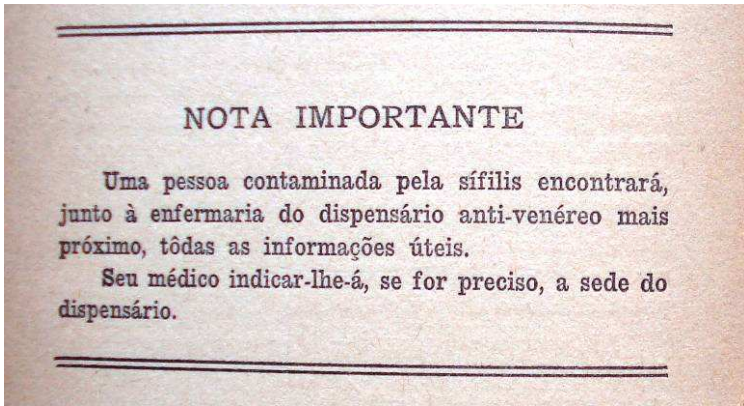 NOTA IMPORTANTE
Uma pessoa contaminada pela sífilis encontrará,
junto à enfermaria do dispensário anti-venéreo mais
próximo, tôdas as informações úteis.
Seu médico indicar-lhe-á, se for preciso, a sede do
dispensário.